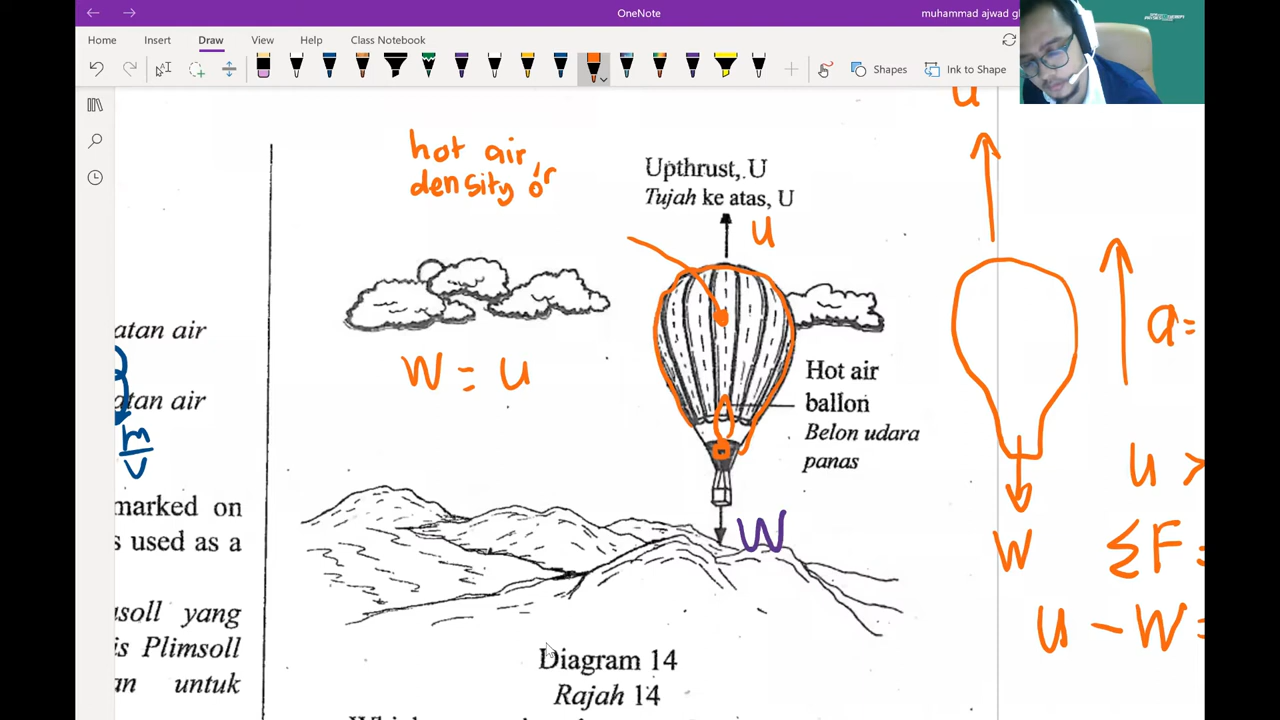 OneNote
muhammad ajwad gh
Home Insert Draw View Help Class Notebook
Shapes
Ink to Shape
hot air
density
Upthrust, U
Tujah ke atas, U
u
u
W = u
a=
Hot air
ballon
Belon udara
panas
atan air
atan air
m
v
marked on
s used as a
soll yang
is Plimsoll
an untuk
W
W
u >
ΣF =
u - W =
Diagram 14
Rajah 14